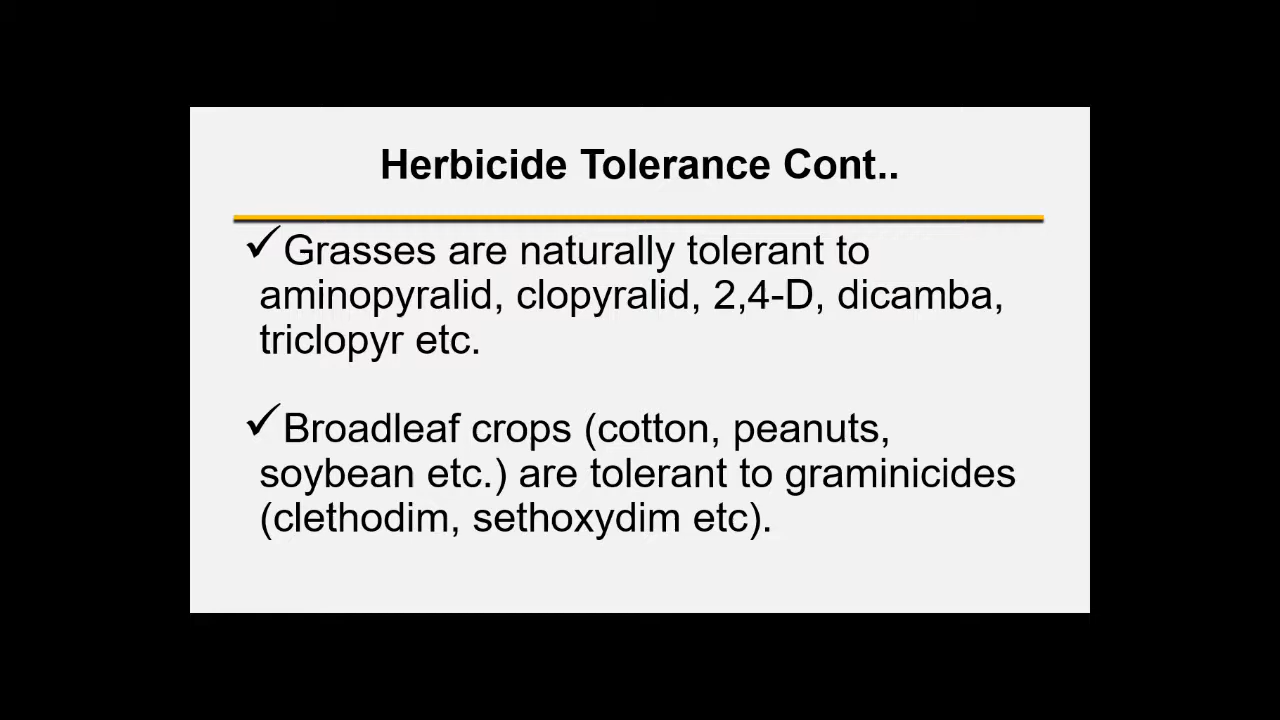 Herbicide Tolerance Cont..
✓Grasses are naturally tolerant to
aminopyralid, clopyralid, 2,4-D, dicamba,
triclopyr etc.
✓Broadleaf crops (cotton, peanuts,
soybean etc.) are tolerant to graminicides
(clethodim, sethoxydim etc).